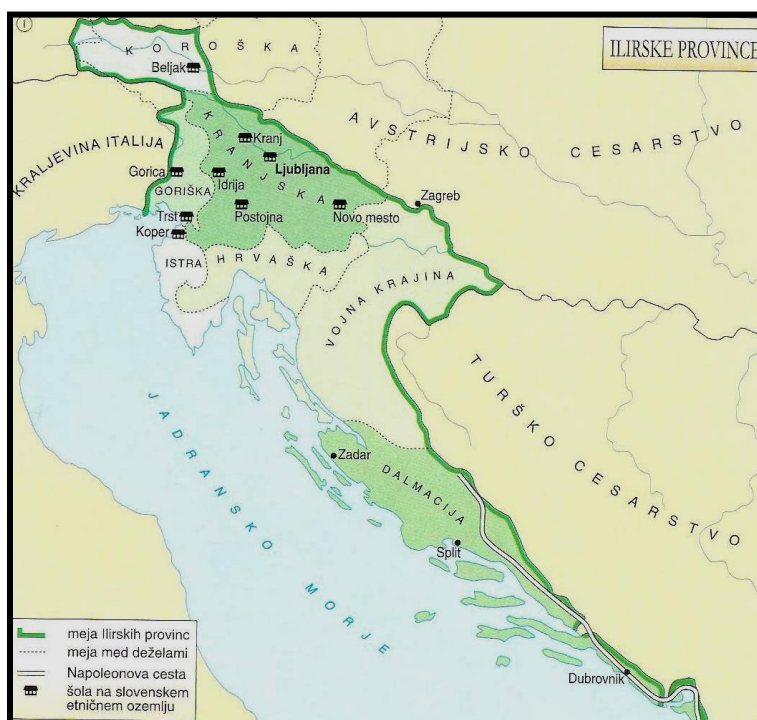 1
ILIRSKE PROVINCE
KOROŠKA
Beljak
AVSTRIJSKO CESARSTVO
KRALJEVINA ITALIJA
KRANJSKA
Kranj
Ljubljana
Gorica
Idrija
GORIŠKA
Trst
Postojna
Novo mesto
Zagreb
Koper
ISTRA
HRVAŠKA
VOJNA KRAJINA
TURŠKO CESARSTVO
JADRANSKO MORJE
Zadar
DALMACIJA
Split
Dubrovnik
meja Ilirskih provinc
meja med deželami
Napoleonova cesta
šola na slovenskem
etničnem ozemlju